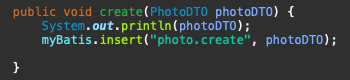 public void create(PhotoDTO photoDTO) {
System.out.println(photoDTO);
myBatis.insert("photo.create", photoDTO);
}